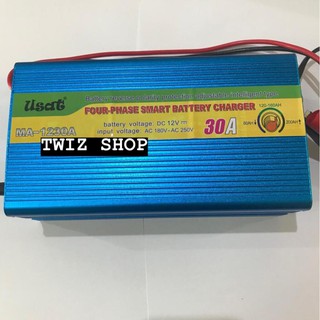 Usat
FOUR-PHASE SMART BATTERY CHARGER
battery voltage DC 12V
input voltage AC 180V-AC 250V
30A
MA-1230A
TWIZ SHOP